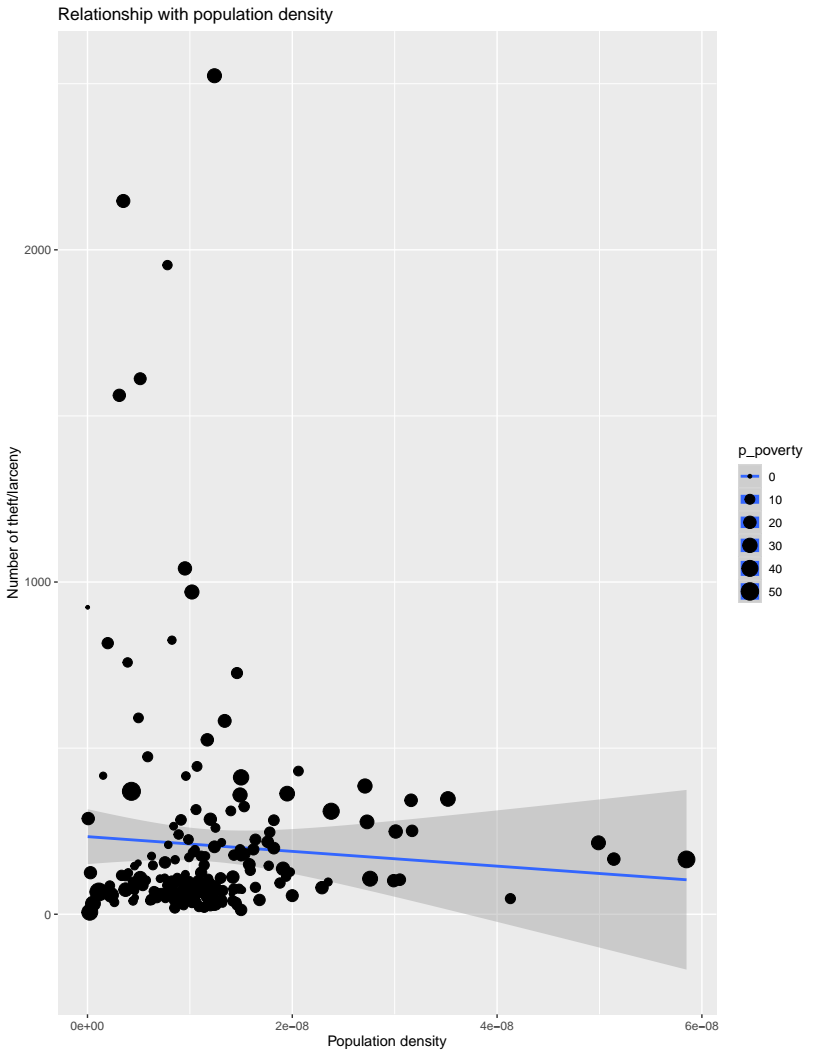 Relationship with population density
2000
1000
0
Number of theft/larceny
0e+00
2e−08
4e−08
6e−08
Population density
p_poverty
0
10
20
30
40
50